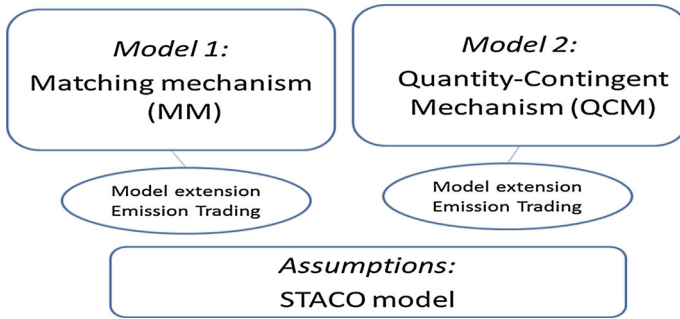 Model 1:
Matching mechanism
(MM)
Model 2:
Quantity-Contingent
Mechanism (QCM)
Model extension
Emission Trading
Model extension
Emission Trading
Assumptions:
STACO model